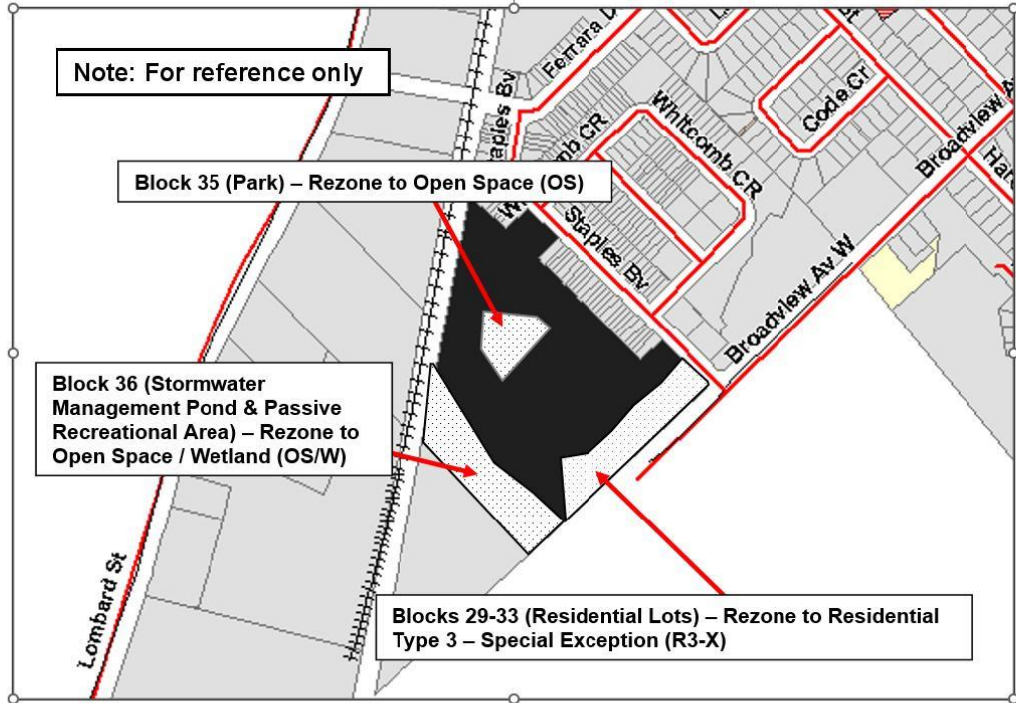 Note: For reference only
Ferrara D
St
Staples Bv
Whitcomb CR
Code Cr
Broadview Av
Block 35 (Park) – Rezone to Open Space (OS)
Staples Bv
Broadview Av W
Block 36 (Stormwater
Management Pond & Passive
Recreational Area) – Rezone to
Open Space / Wetland (OS/W)
Lombard St
Blocks 29-33 (Residential Lots) – Rezone to Residential
Type 3 – Special Exception (R3-X)